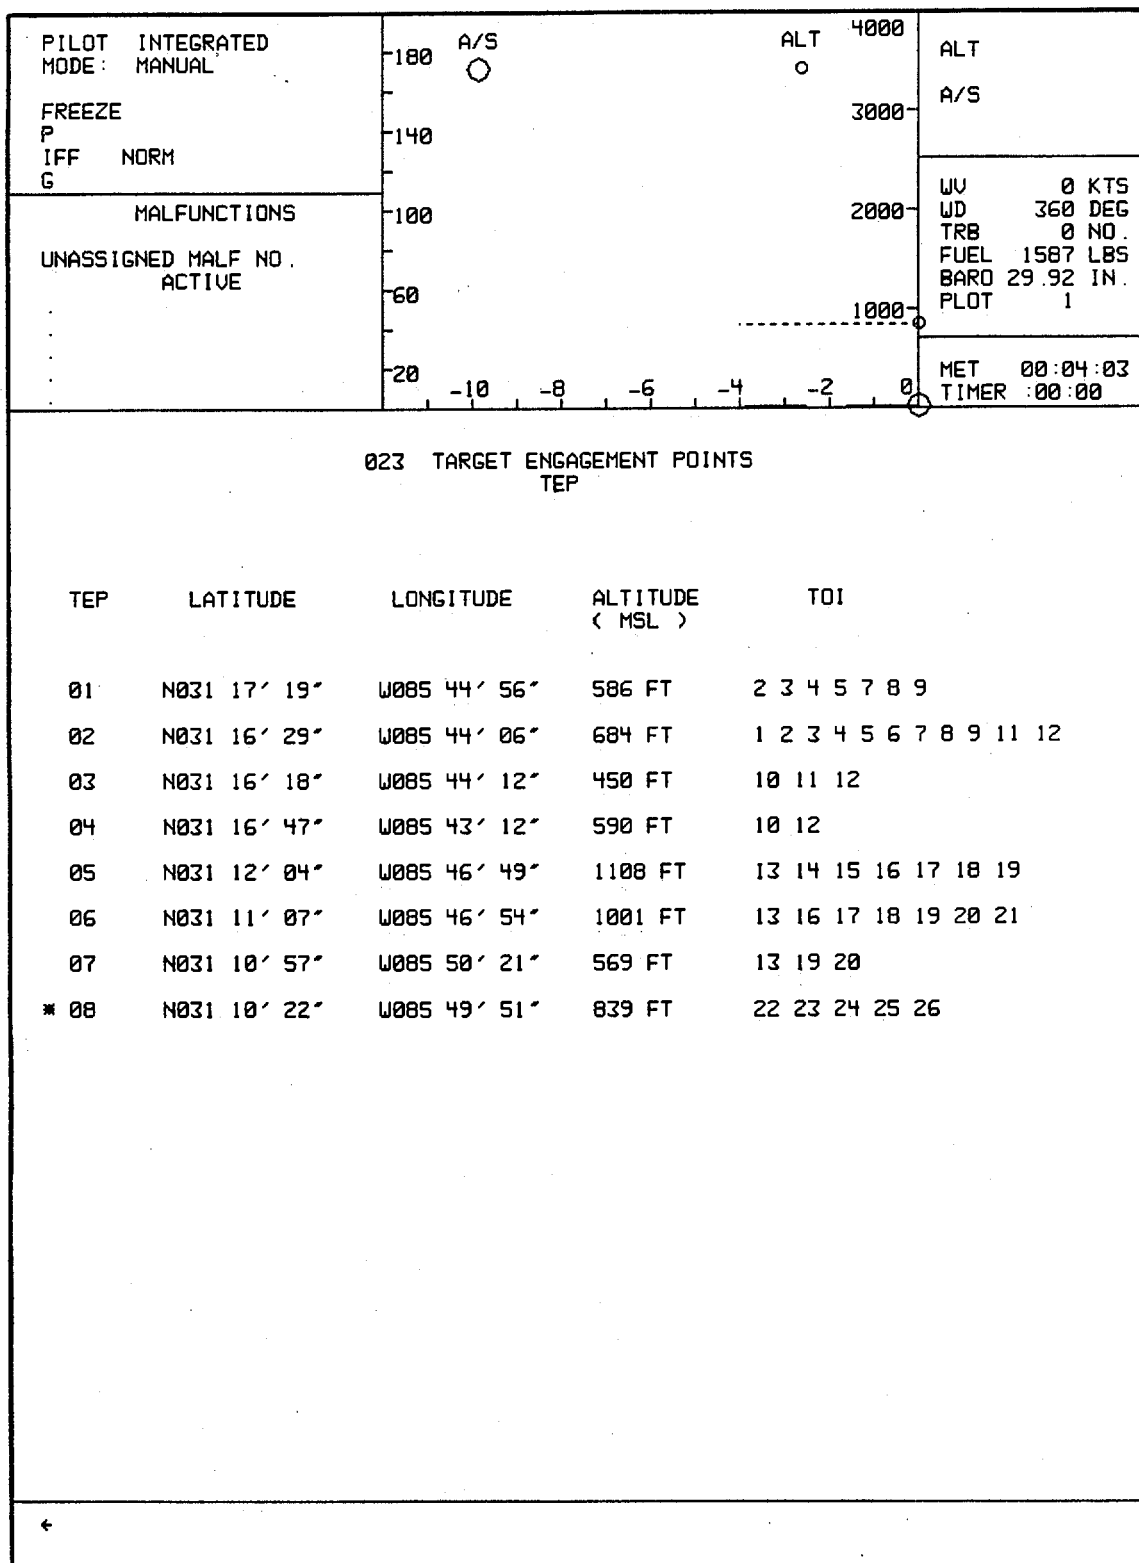 PILOT INTEGRATED
MODE: MANUAL
FREEZE
P
IFF NORM
G
MALFUNCTIONS
UNASSIGNED MALF NO.
ACTIVE
.
.
.
.
.
A/S
ALT
180
140
100
60
20
4000
3000
2000
1000
-10 -8 -6 -4 -2 0
ALT
A/S
WV 0 KTS
WD 360 DEG
TRB 0 NO.
FUEL 1587 LBS
BARO 29.92 IN.
PLOT 1
MET 00:04:03
TIMER :00:00
023 TARGET ENGAGEMENT POINTS
TEP
TEP LATITUDE LONGITUDE ALTITUDE TOI
( MSL )
01 N031 17' 19" W085 44' 56" 586 FT 2 3 4 5 7 8 9
02 N031 16' 29" W085 44' 06" 684 FT 1 2 3 4 5 6 7 8 9 11 12
03 N031 16' 18" W085 44' 12" 450 FT 10 11 12
04 N031 16' 47" W085 43' 12" 590 FT 10 12
05 N031 12' 04" W085 46' 49" 1108 FT 13 14 15 16 17 18 19
06 N031 11' 07" W085 46' 54" 1001 FT 13 16 17 18 19 20 21
07 N031 10' 57" W085 50' 21" 569 FT 13 19 20
* 08 N031 10' 22" W085 49' 51" 839 FT 22 23 24 25 26
←